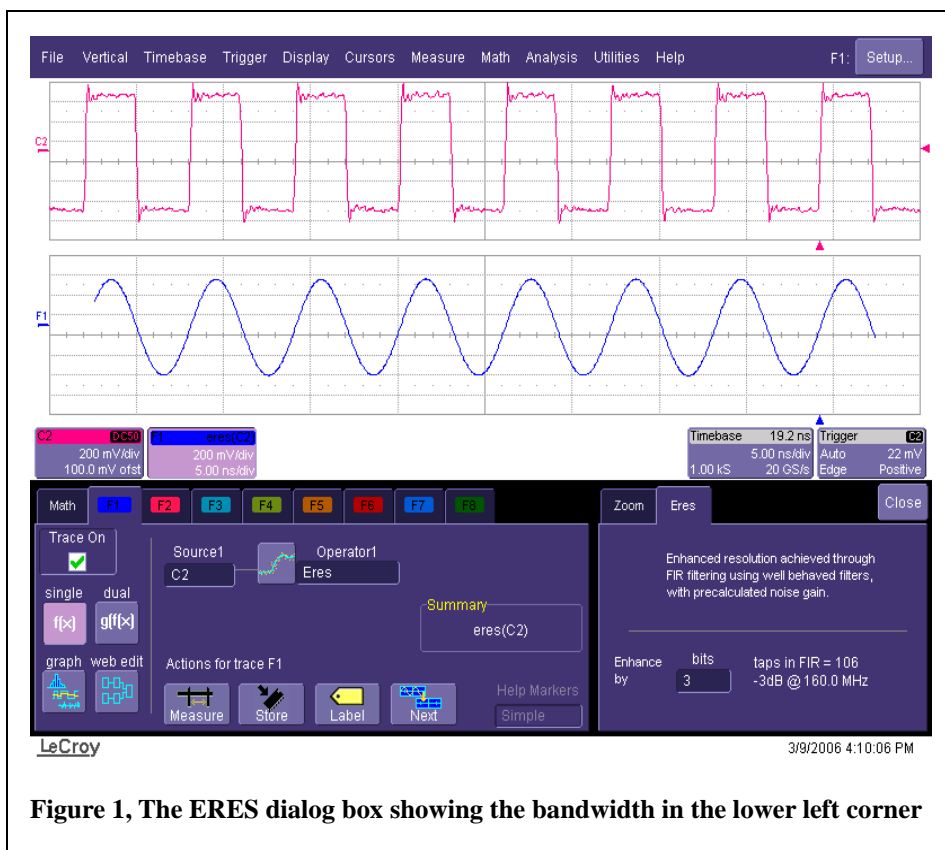 File Vertical Timebase Trigger Display Cursors Measure Math Analysis Utilities Help F1: Setup...
C2
F1
C2 DC50
200 mV/div
100.0 mV ofst
F1 eres(C2
200 mV/div
5.00 ns/div
Timebase 19.2 ns
5.00 ns/div
1.00 kS 20 GS/s
Trigger C2
Auto 22 mV
Edge Positive
Math F1 F2 F3 F4 F5 F6 F7 F8
Zoom Eres Close
Trace On
Source1 Operator1
C2 Eres
single dual
f(x) g(f(x)
Summary
eres(C2)
graph web edit
Actions for trace F1
Measure Store Label Next
Help Markers
Simple
Enhanced resolution achieved through
FIR filtering using well behaved filters,
with precalculated noise gain.
Enhance by
bits
3
taps in FIR = 106
-3dB @ 160.0 MHz
LeCroy
3/9/2006 4:10:06 PM
Figure 1, The ERES dialog box showing the bandwidth in the lower left corner